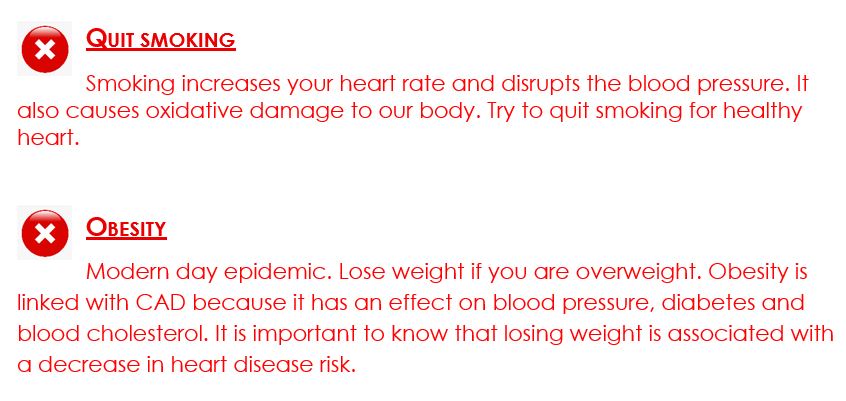 QUIT SMOKING
Smoking increases your heart rate and disrupts the blood pressure. It
also causes oxidative damage to our body. Try to quit smoking for healthy
heart.
OBESITY
Modern day epidemic. Lose weight if you are overweight. Obesity is
linked with CAD because it has an effect on blood pressure, diabetes and
blood cholesterol. It is important to know that losing weight is associated with
a decrease in heart disease risk.